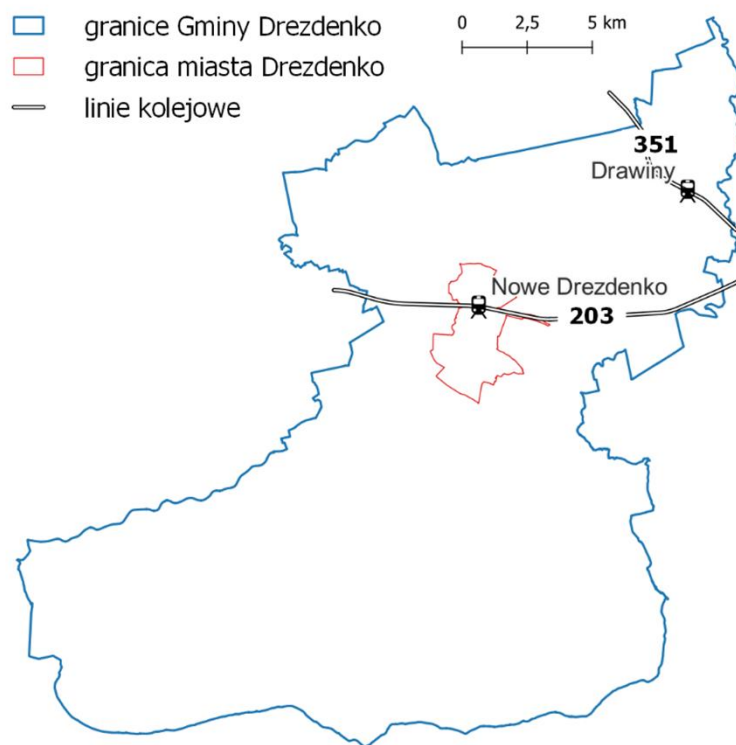 granice Gminy Drezdenko
granica miasta Drezdenko
linie kolejowe
0 2,5 5 km
351
Drawiny
Nowe Drezdenko
203